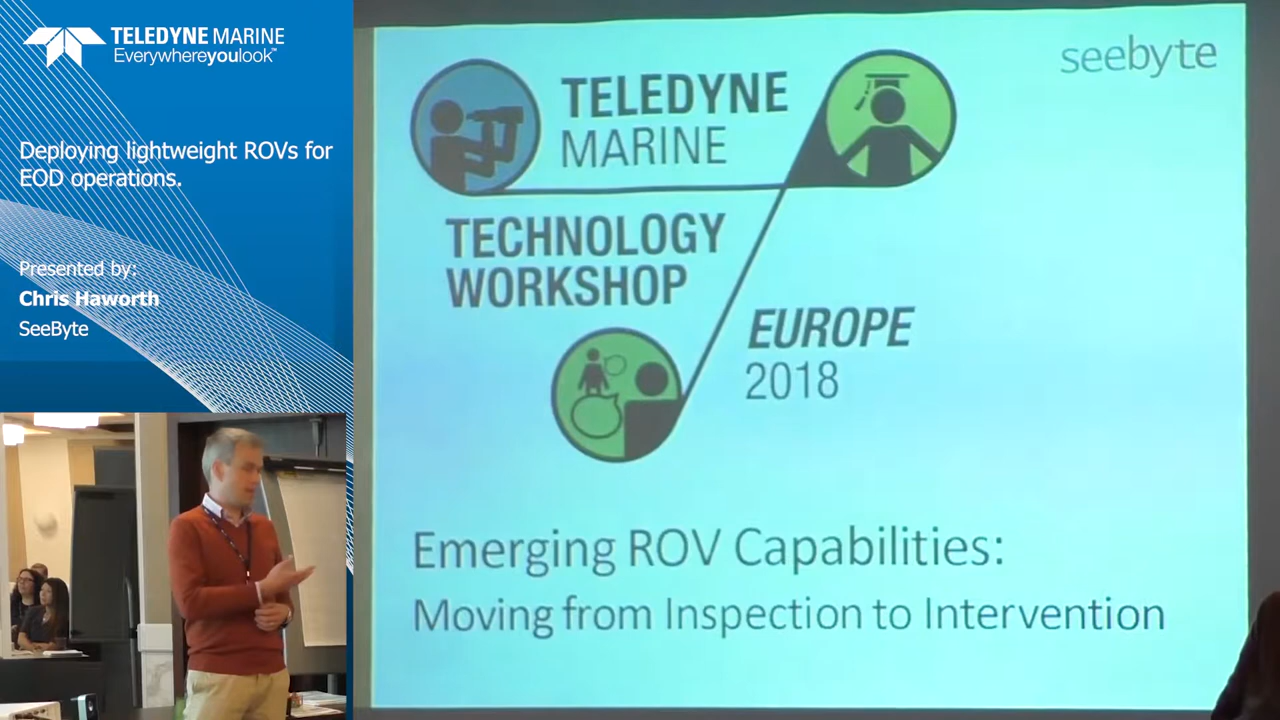 TELEDYNE MARINE
Everywhereyoulook™
Deploying lightweight ROVs for
EOD operations.
Presented by:
Chris Haworth
SeeByte
seebyte
TELEDYNE
MARINE
TECHNOLOGY
WORKSHOP
EUROPE
2018
Emerging ROV Capabilities:
Moving from Inspection to Intervention